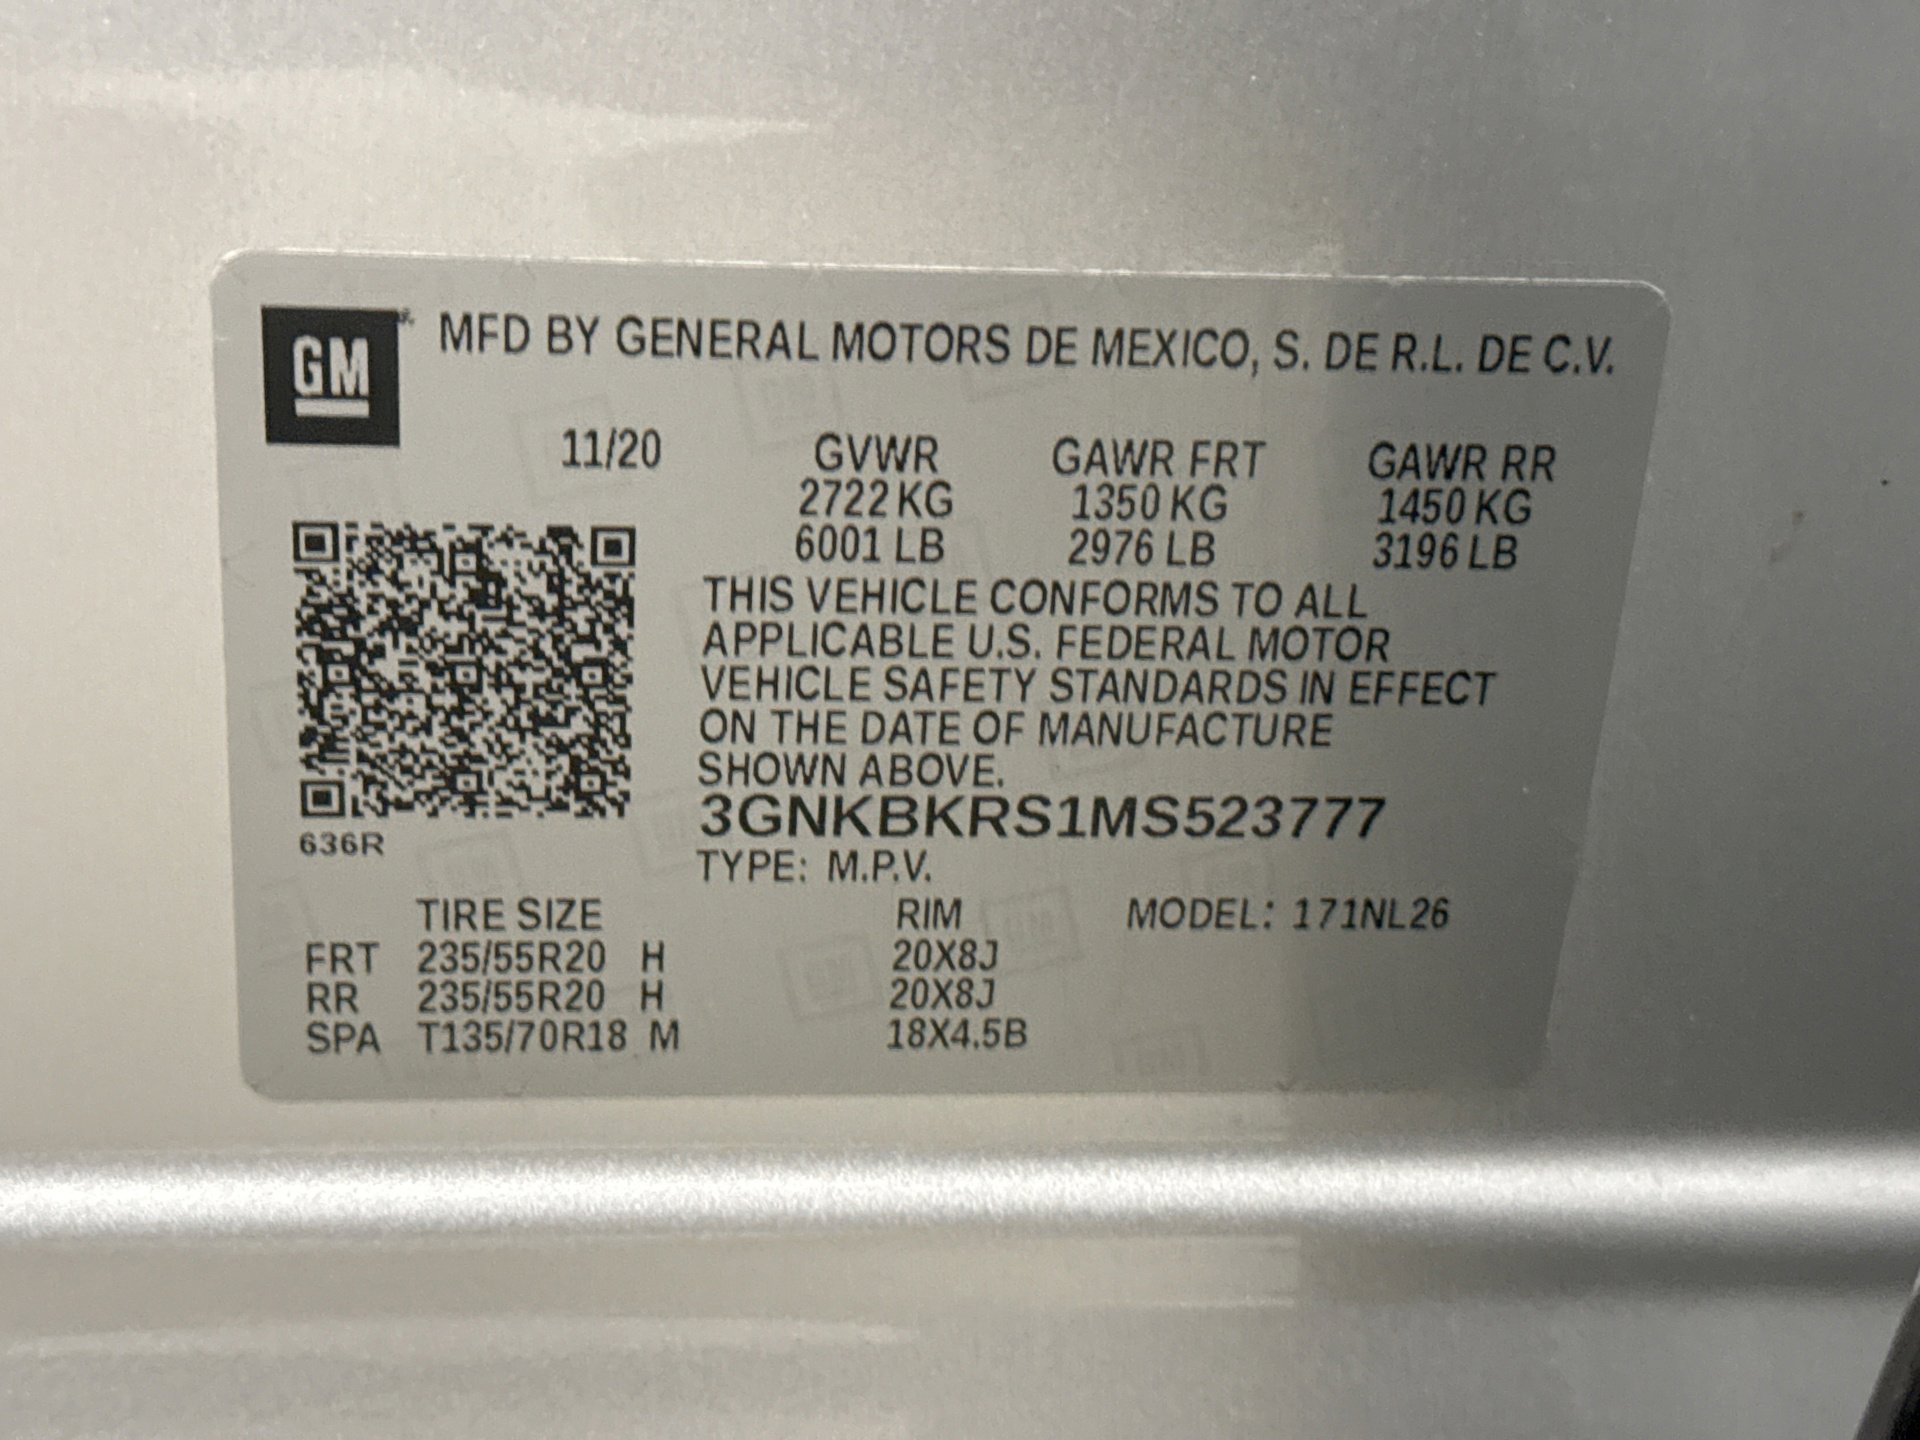 GM
MFD BY GENERAL MOTORS DE MEXICO, S. DE R.L. DE C.V.
11/20 GVWR GAWR FRT GAWR RR
2722 KG 1350 KG 1450 KG
6001 LB 2976 LB 3196 LB
THIS VEHICLE CONFORMS TO ALL
APPLICABLE U.S. FEDERAL MOTOR
VEHICLE SAFETY STANDARDS IN EFFECT
ON THE DATE OF MANUFACTURE
SHOWN ABOVE.
3GNKBKRS1MS523777
636R
TYPE: M.P.V.
TIRE SIZE RIM MODEL: 171NL26
FRT 235/55R20 H 20X8J
RR 235/55R20 H 20X8J
SPA T135/70R18 M 18X4.5B